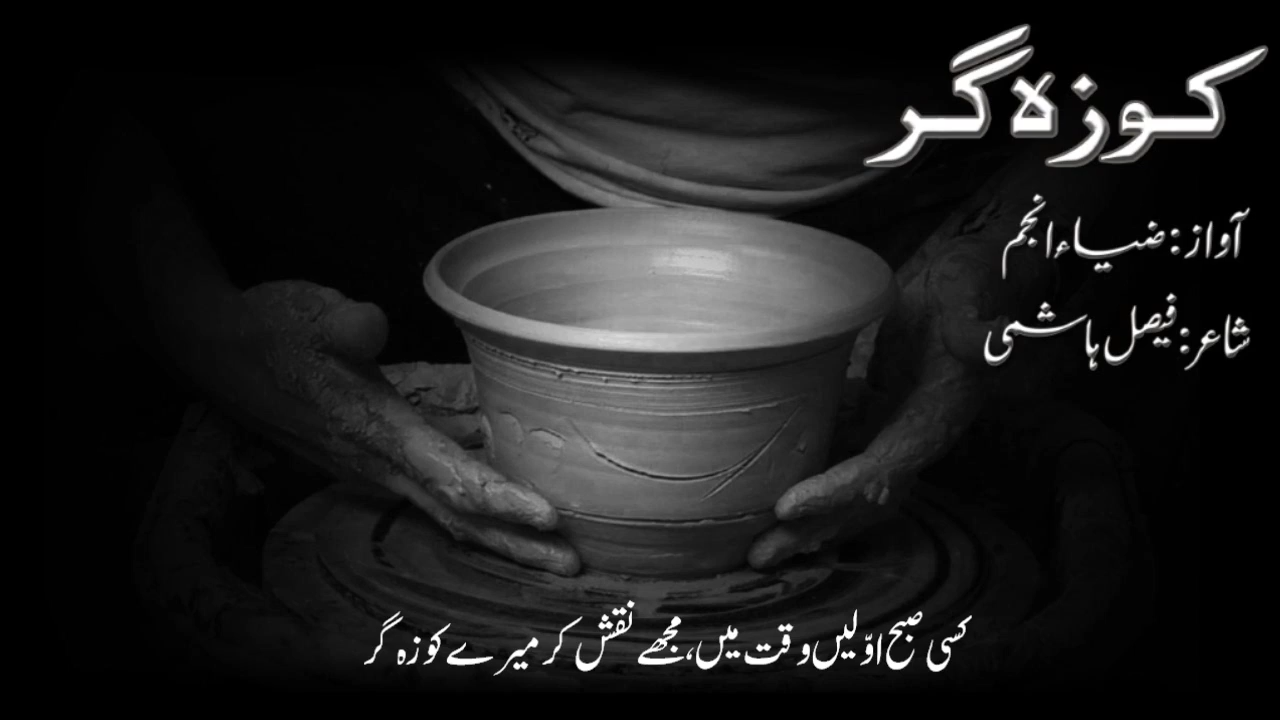 کوزہ گر
آواز: ضیاء انجم
شاعر: فیصل ہاشمی
کسی صبح اوّلیں وقت میں، مجھے نقش کر میرے کوزہ گر